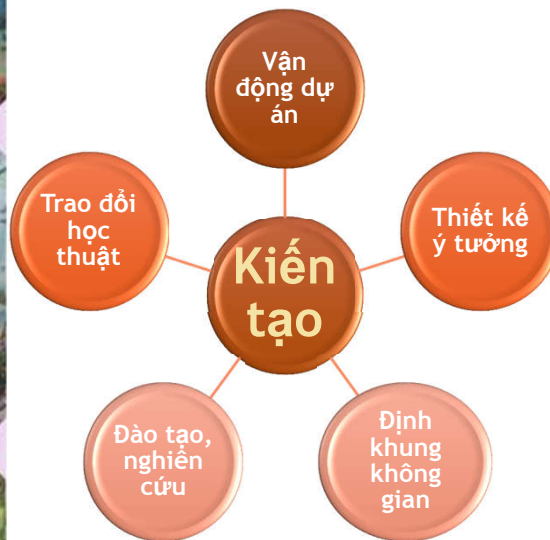 Vận
động dự
án
Trao đổi
học
thuật
Thiết kế
ý tưởng
Kiến
tạo
Đào tạo,
nghiên
cứu
Định
khung
không
gian